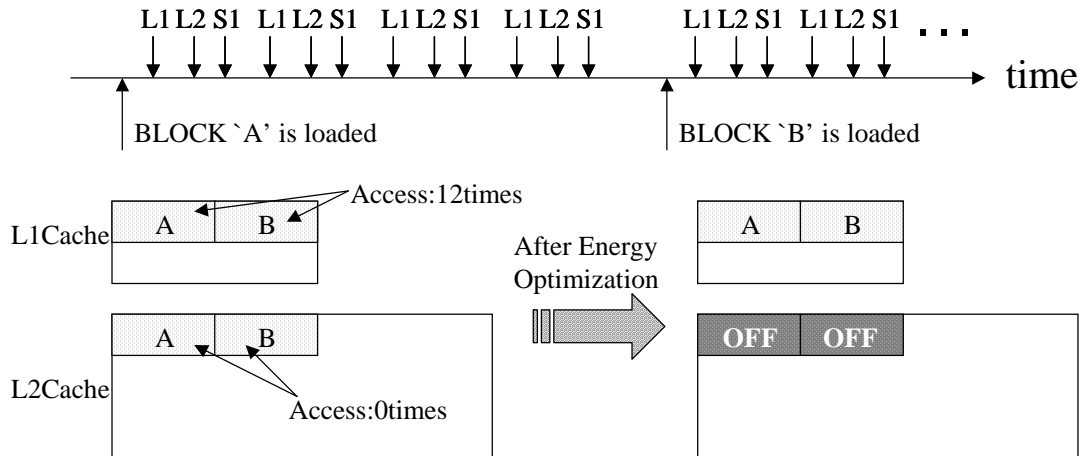 L1 L2 S1 L1 L2 S1 L1 L2 S1 L1 L2 S1 L1 L2 S1 L1 L2 S1 ...
time
BLOCK `A' is loaded
BLOCK `B' is loaded
Access:12times
L1Cache
A B
After Energy
Optimization
A B
L2Cache
A B
Access:0times
OFF OFF